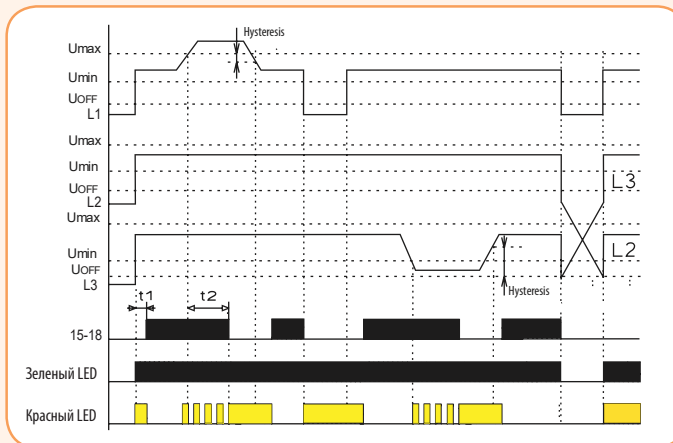 Hysteresis
Umax
Umin
UOFF
L1
Umax
Umin
UOFF
L2
L3
Umax
Umin
UOFF
L3
L2
Hysteresis
t1
t2
15-18
Зеленый LED
Красный LED